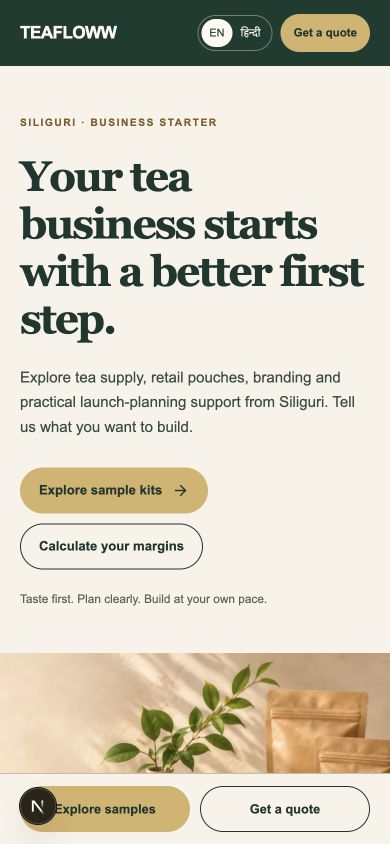 TEAFLOWW
EN हिन्दी
Get a quote
SILIGURI · BUSINESS STARTER
Your tea
business starts
with a better first
step.
Explore tea supply, retail pouches, branding and
practical launch-planning support from Siliguri. Tell
us what you want to build.
Explore sample kits →
Calculate your margins
Taste first. Plan clearly. Build at your own pace.
N
Explore samples
Get a quote